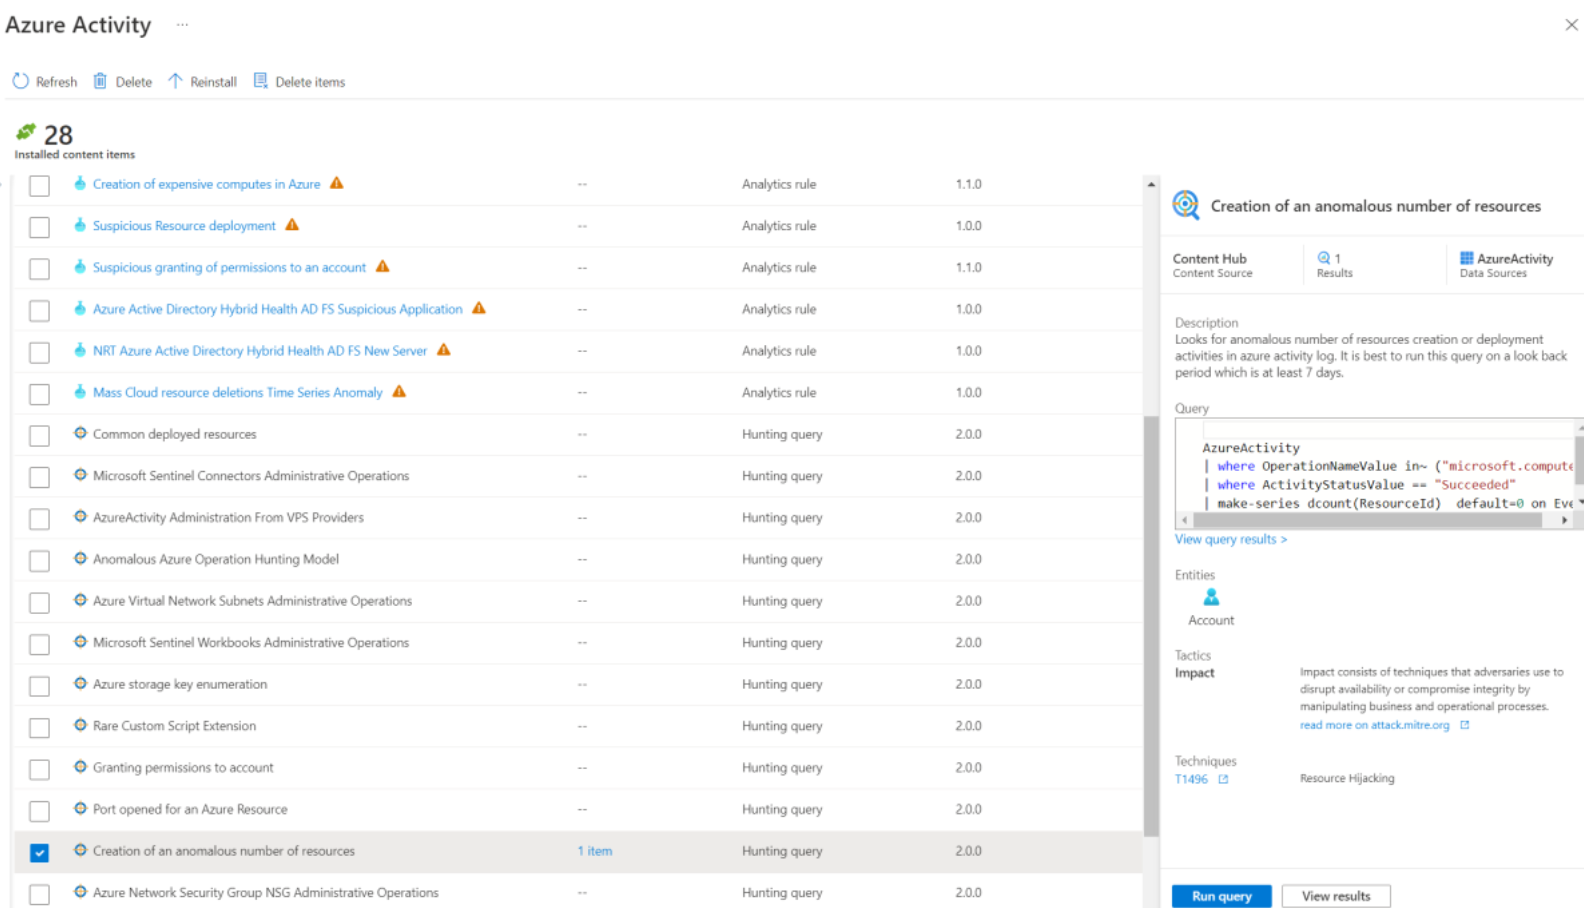 Azure Activity ...
Refresh Delete Reinstall Delete items
28
Installed content items
Creation of expensive computes in Azure -- Analytics rule 1.1.0
Suspicious Resource deployment -- Analytics rule 1.0.0
Suspicious granting of permissions to an account -- Analytics rule 1.1.0
Azure Active Directory Hybrid Health AD FS Suspicious Application -- Analytics rule 1.0.0
NRT Azure Active Directory Hybrid Health AD FS New Server -- Analytics rule 1.0.0
Mass Cloud resource deletions Time Series Anomaly -- Analytics rule 1.0.0
Common deployed resources -- Hunting query 2.0.0
Microsoft Sentinel Connectors Administrative Operations -- Hunting query 2.0.0
AzureActivity Administration From VPS Providers -- Hunting query 2.0.0
Anomalous Azure Operation Hunting Model -- Hunting query 2.0.0
Azure Virtual Network Subnets Administrative Operations -- Hunting query 2.0.0
Microsoft Sentinel Workbooks Administrative Operations -- Hunting query 2.0.0
Azure storage key enumeration -- Hunting query 2.0.0
Rare Custom Script Extension -- Hunting query 2.0.0
Granting permissions to account -- Hunting query 2.0.0
Port opened for an Azure Resource -- Hunting query 2.0.0
Creation of an anomalous number of resources 1 item Hunting query 2.0.0
Azure Network Security Group NSG Administrative Operations -- Hunting query 2.0.0
Creation of an anomalous number of resources
Content Hub 1 AzureActivity
Content Source Results Data Sources
Description
Looks for anomalous number of resources creation or deployment
activities in azure activity log. It is best to run this query on a look back
period which is at least 7 days.
Query
AzureActivity
| where OperationNameValue in~ ("microsoft.compute
| where ActivityStatusValue == "Succeeded"
| make-series dcount(ResourceId) default=0 on Eve
View query results >
Entities
Account
Tactics
Impact Impact consists of techniques that adversaries use to
disrupt availability or compromise integrity by
manipulating business and operational processes.
read more on attack.mitre.org
Techniques
T1496 Resource Hijacking
Run query View results